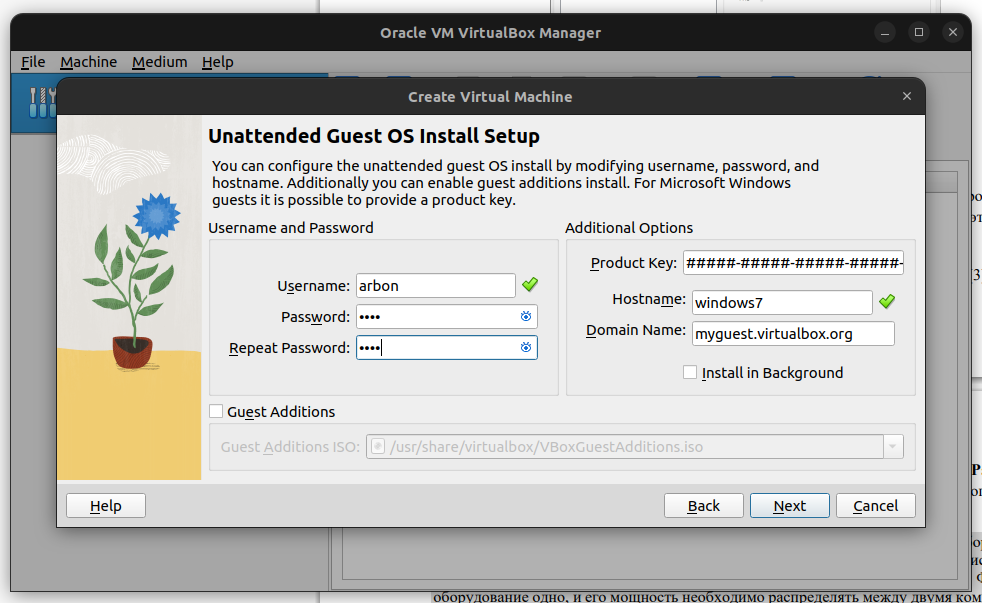 Oracle VM VirtualBox Manager
File Machine Medium Help
Create Virtual Machine
Unattended Guest OS Install Setup
You can configure the unattended guest OS install by modifying username, password, and
hostname. Additionally you can enable guest additions install. For Microsoft Windows
guests it is possible to provide a product key.
Username and Password
Username: arbon
Password: ••••
Repeat Password: ••••
Additional Options
Product Key: #####-#####-#####-#####-
Hostname: windows7
Domain Name: myguest.virtualbox.org
Install in Background
Guest Additions
Guest Additions ISO: /usr/share/virtualbox/VBoxGuestAdditions.iso
Help Back Next Cancel
оборудование одно, и его мощность необходимо распределять между двумя ком